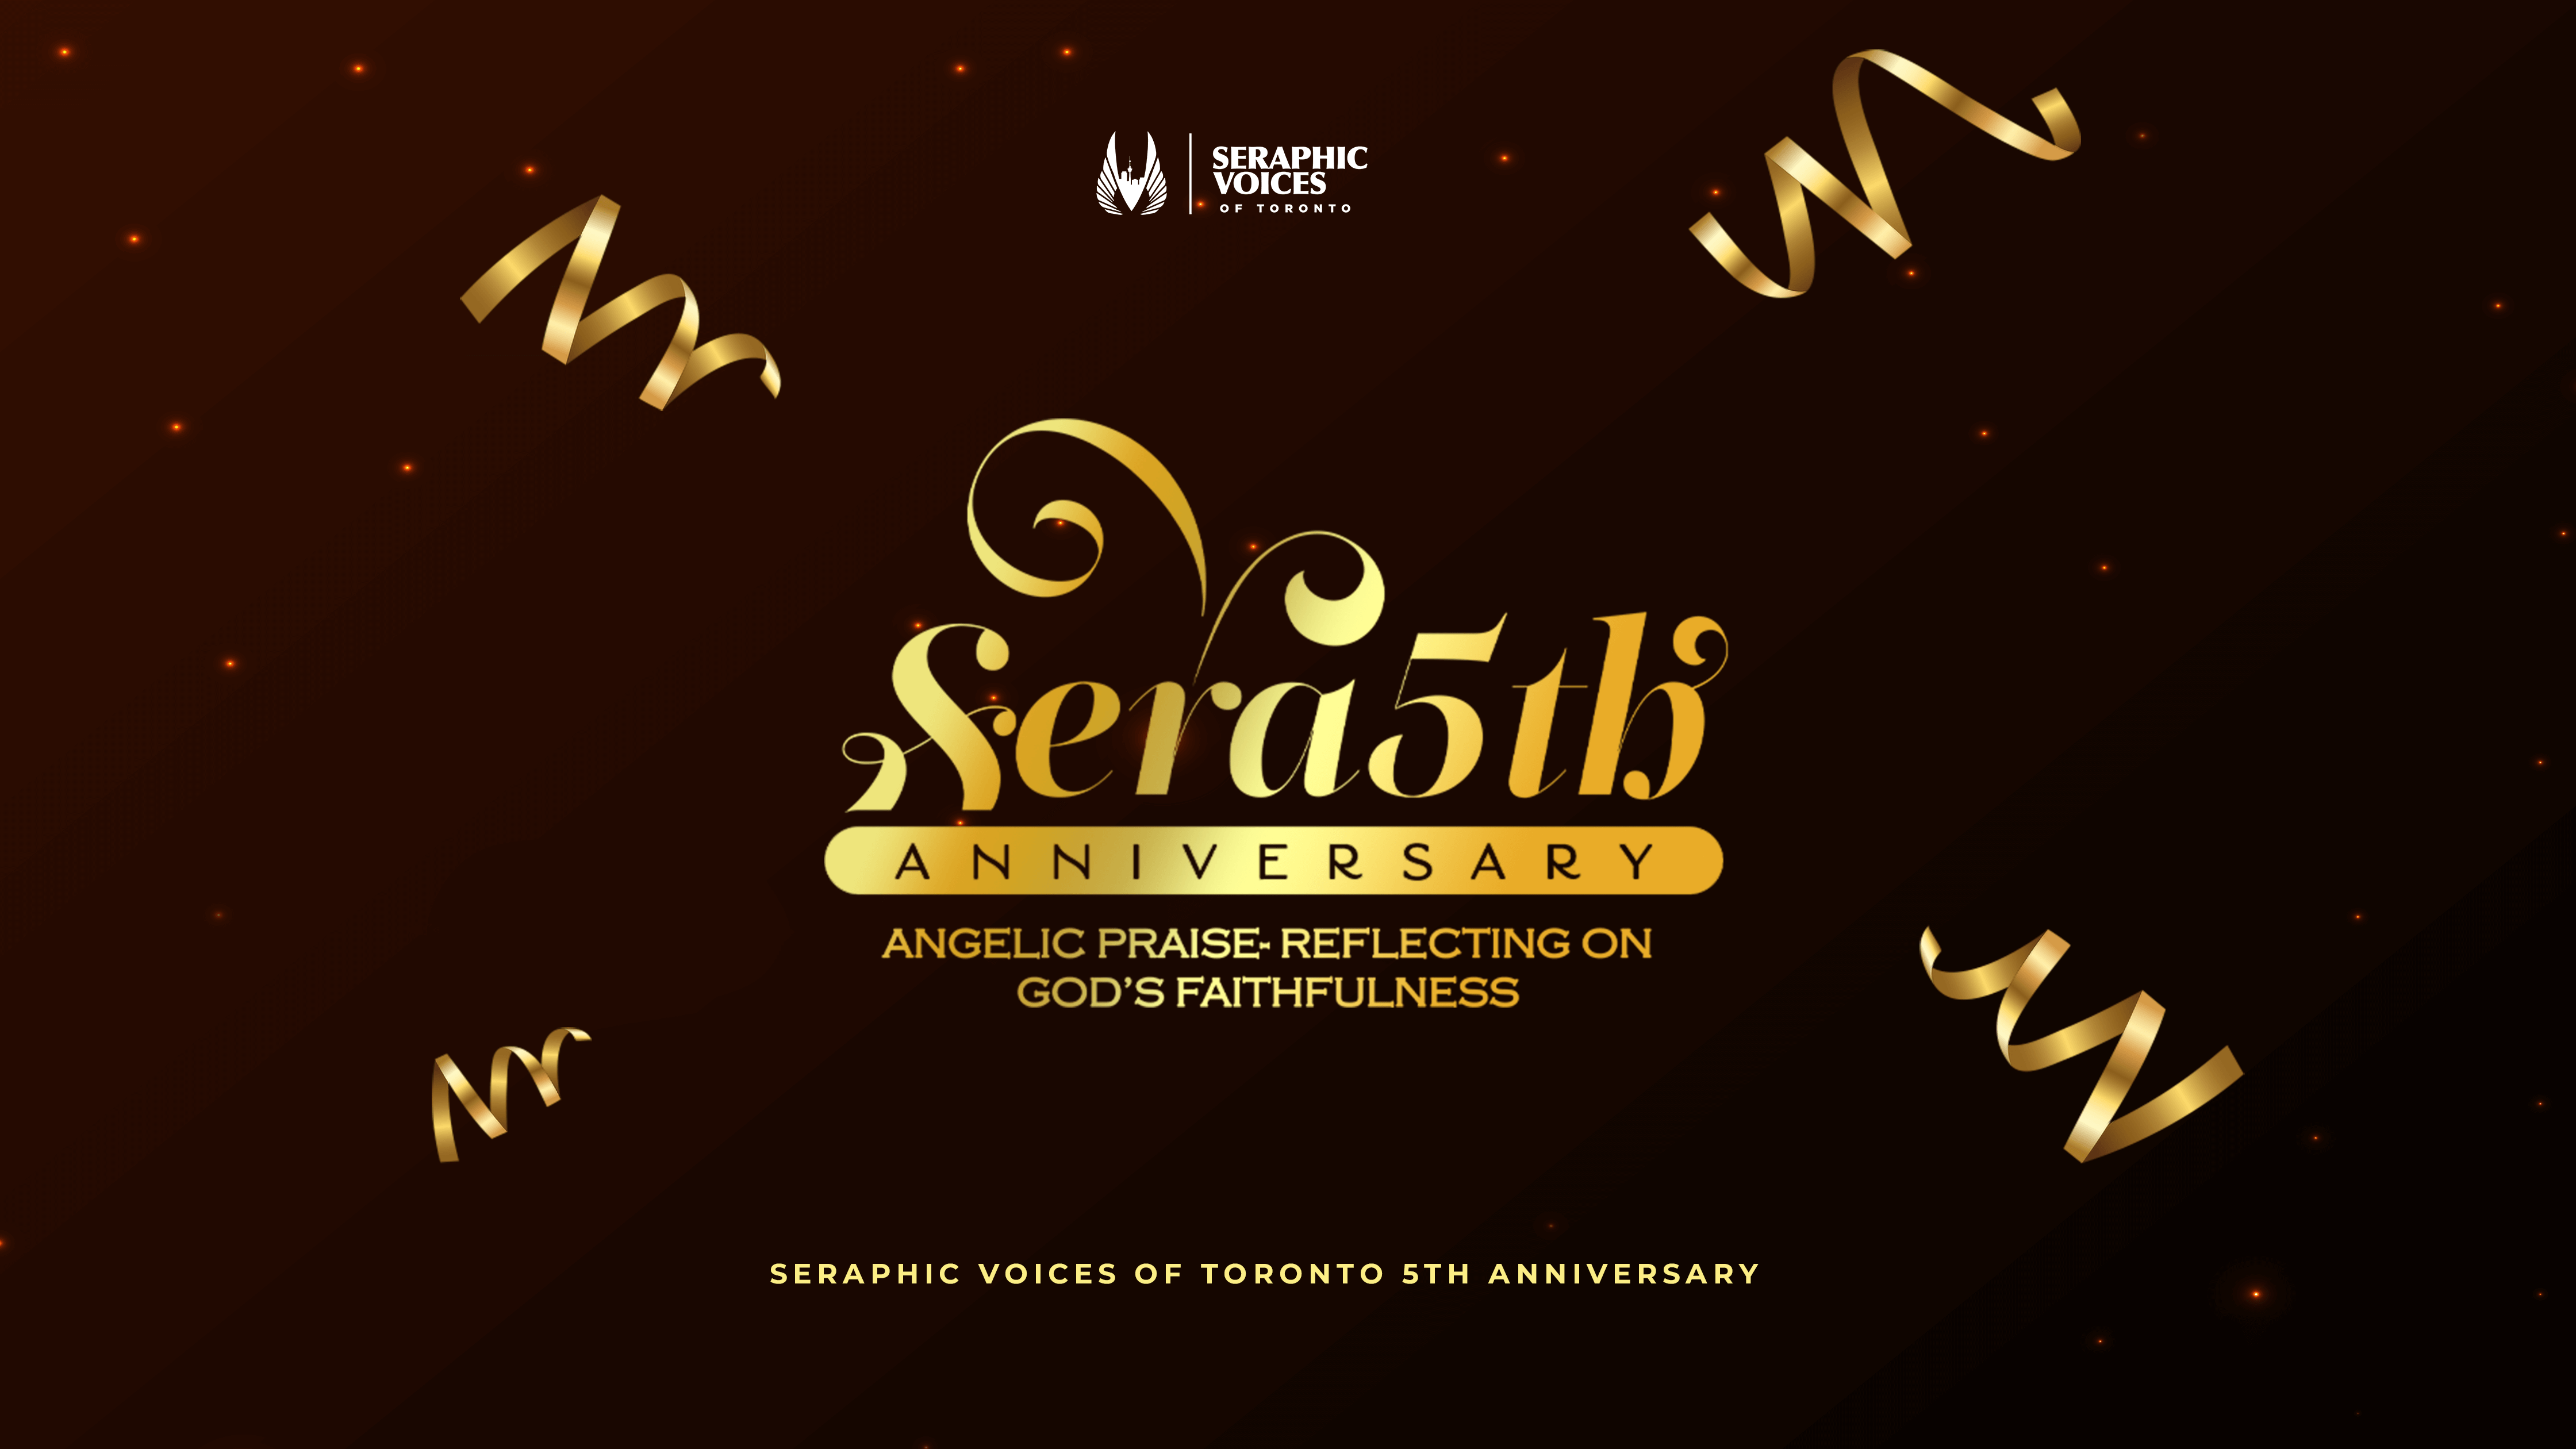 SERAPHIC
VOICES
OF TORONTO
Sera5th
ANNIVERSARY
ANGELIC PRAISE- REFLECTING ON
GOD'S FAITHFULNESS
SERAPHIC VOICES OF TORONTO 5TH ANNIVERSARY